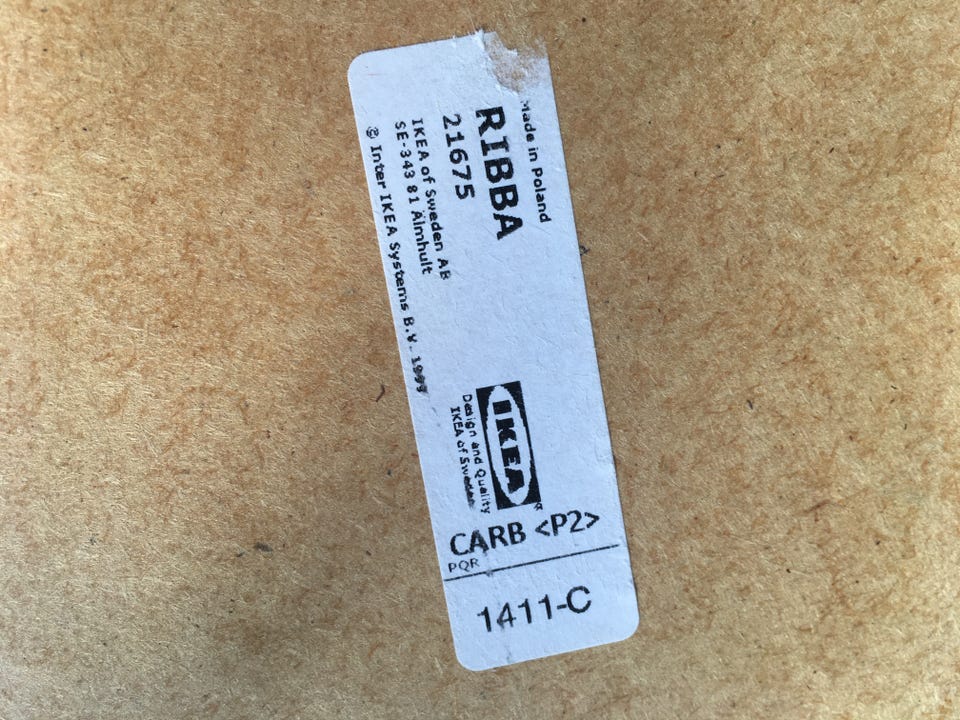 Made in Poland
RIBBA
21675
IKEA of Sweden AB
SE-343 81 Älmhult
© Inter IKEA Systems B.V. 1999
IKEA
Design and Quality
IKEA of Sweden
CARB <P2>
PQR
1411-C